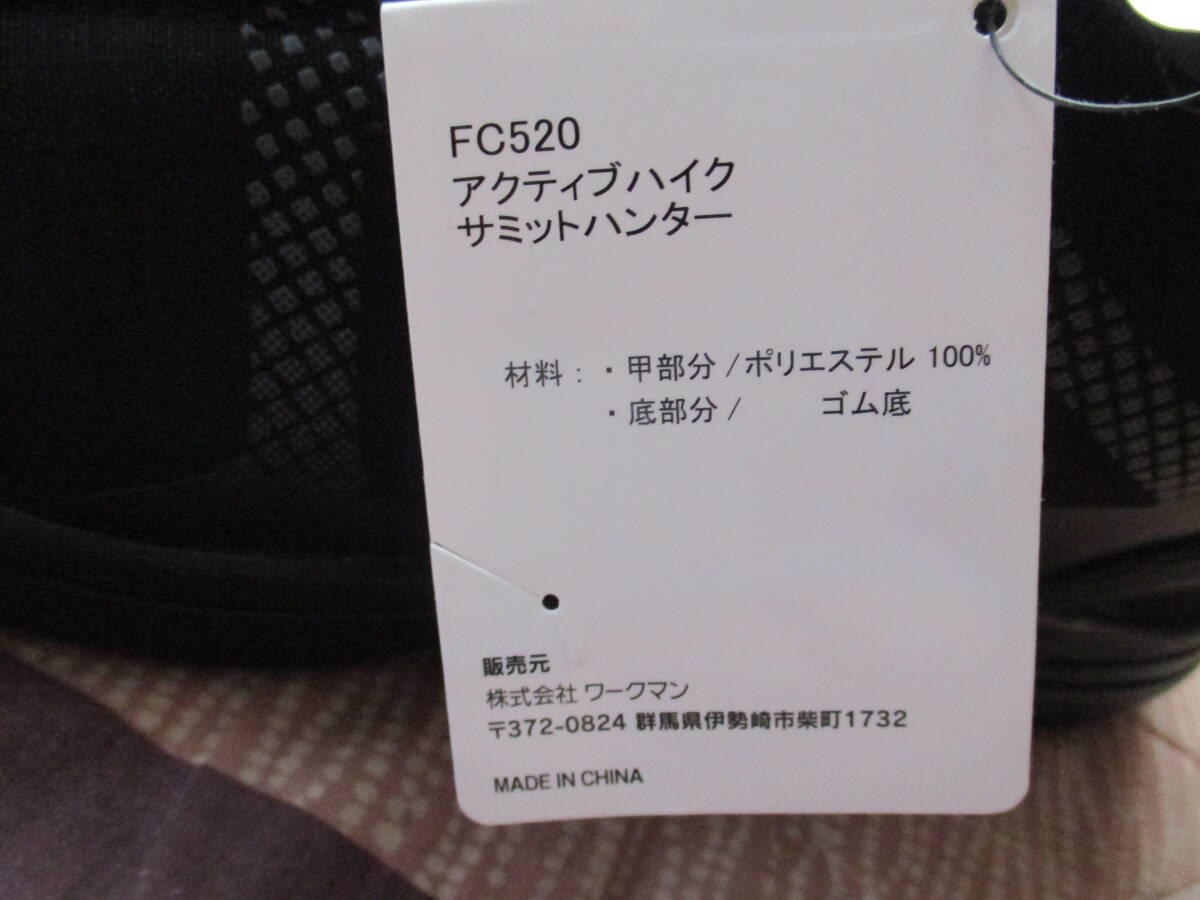 FC520
アクティブハイク
サミットハンター
材料:・甲部分/ポリエステル 100%
・底部分/ ゴム底
販売元
株式会社 ワークマン
〒372-0824 群馬県伊勢崎市柴町1732
MADE IN CHINA